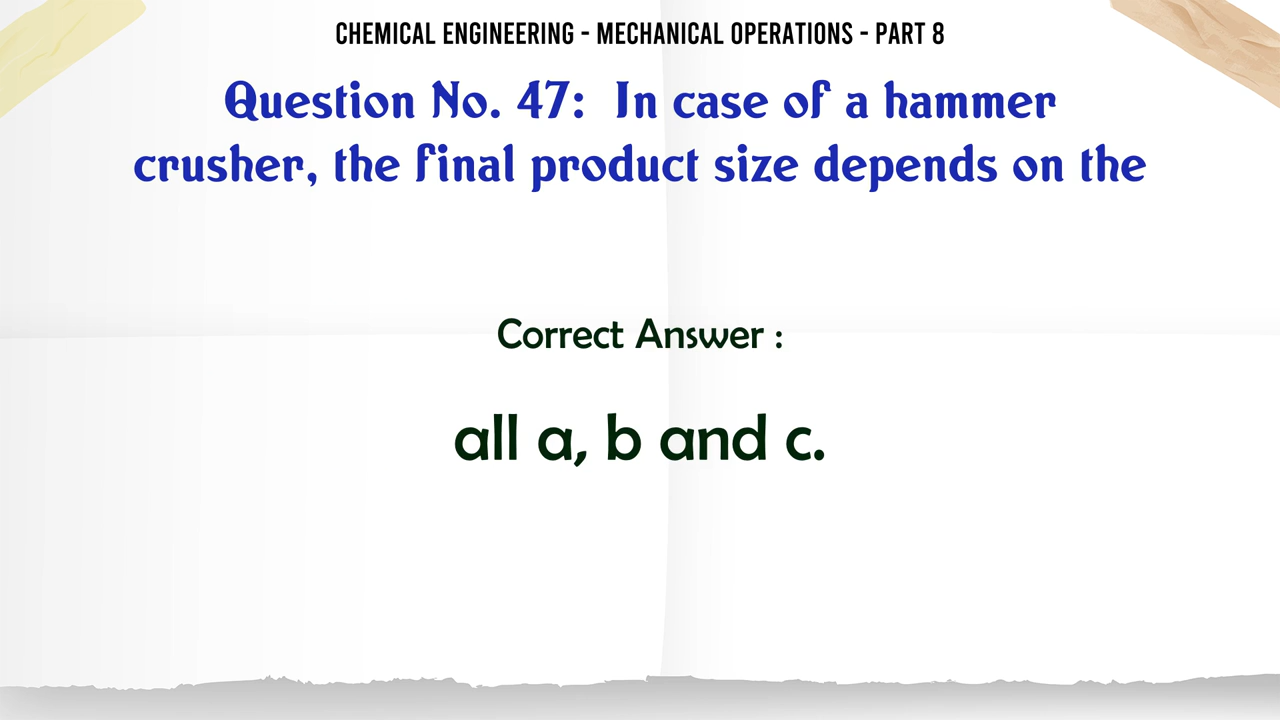 CHEMICAL ENGINEERING - MECHANICAL OPERATIONS - PART 8
Question No. 47: In case of a hammer
crusher, the final product size depends on the
Correct Answer :
all a, b and c.